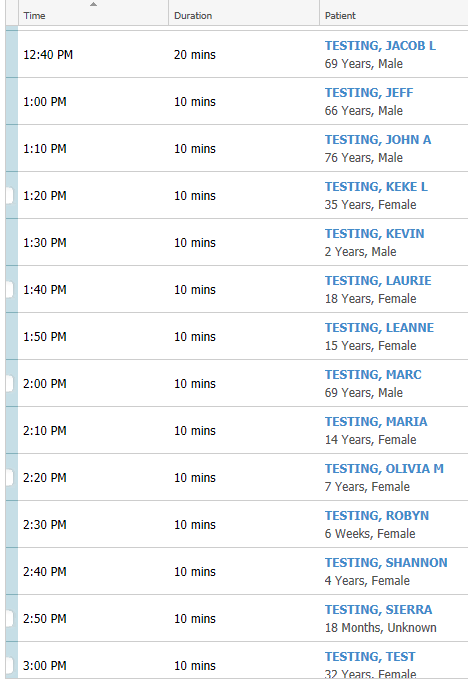 Time Duration Patient
12:40 PM 20 mins TESTING, JACOB L
69 Years, Male
1:00 PM 10 mins TESTING, JEFF
66 Years, Male
1:10 PM 10 mins TESTING, JOHN A
76 Years, Male
1:20 PM 10 mins TESTING, KEKE L
35 Years, Female
1:30 PM 10 mins TESTING, KEVIN
2 Years, Male
1:40 PM 10 mins TESTING, LAURIE
18 Years, Female
1:50 PM 10 mins TESTING, LEANNE
15 Years, Female
2:00 PM 10 mins TESTING, MARC
69 Years, Male
2:10 PM 10 mins TESTING, MARIA
14 Years, Female
2:20 PM 10 mins TESTING, OLIVIA M
7 Years, Female
2:30 PM 10 mins TESTING, ROBYN
6 Weeks, Female
2:40 PM 10 mins TESTING, SHANNON
4 Years, Female
2:50 PM 10 mins TESTING, SIERRA
18 Months, Unknown
3:00 PM 10 mins TESTING, TEST
32 Years, Female